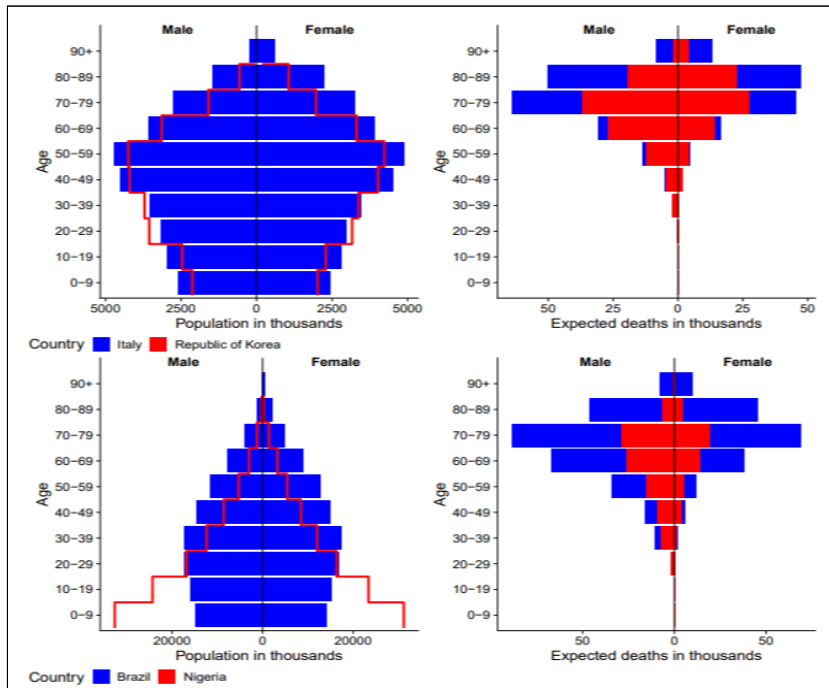 Male Female
90+
80−89
70−79
60−69
50−59
40−49
30−39
20−29
10−19
0−9
Age
5000 2500 0 2500 5000
Population in thousands
Country Italy Republic of Korea
Male Female
90+
80−89
70−79
60−69
50−59
40−49
30−39
20−29
10−19
0−9
Age
50 25 0 25 50
Expected deaths in thousands
Male Female
90+
80−89
70−79
60−69
50−59
40−49
30−39
20−29
10−19
0−9
Age
20000 0 20000
Population in thousands
Country Brazil Nigeria
Male Female
90+
80−89
70−79
60−69
50−59
40−49
30−39
20−29
10−19
0−9
Age
50 0 50
Expected deaths in thousands